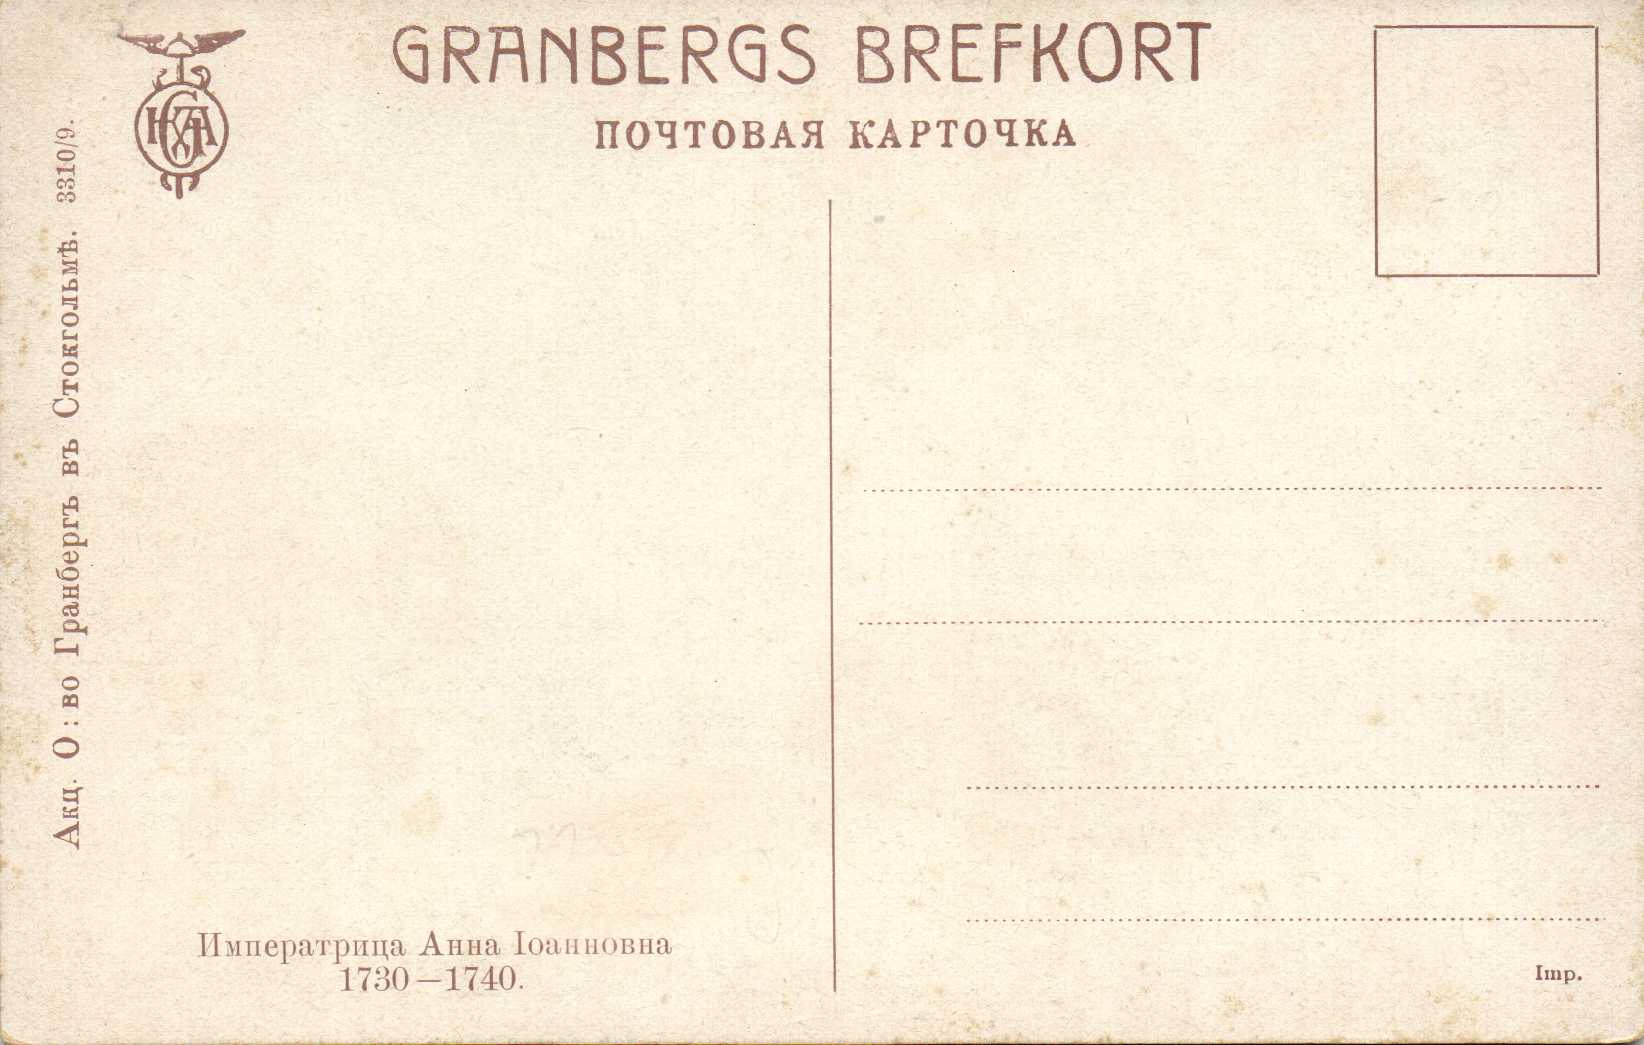 GRANBERGS BREFKORT
ПОЧТОВАЯ КАРТОЧКА
Акц. О:во Гранбергъ въ Стокгольмѣ. 3310/9.
Императрица Анна Іоанновна
1730—1740.
Imp.